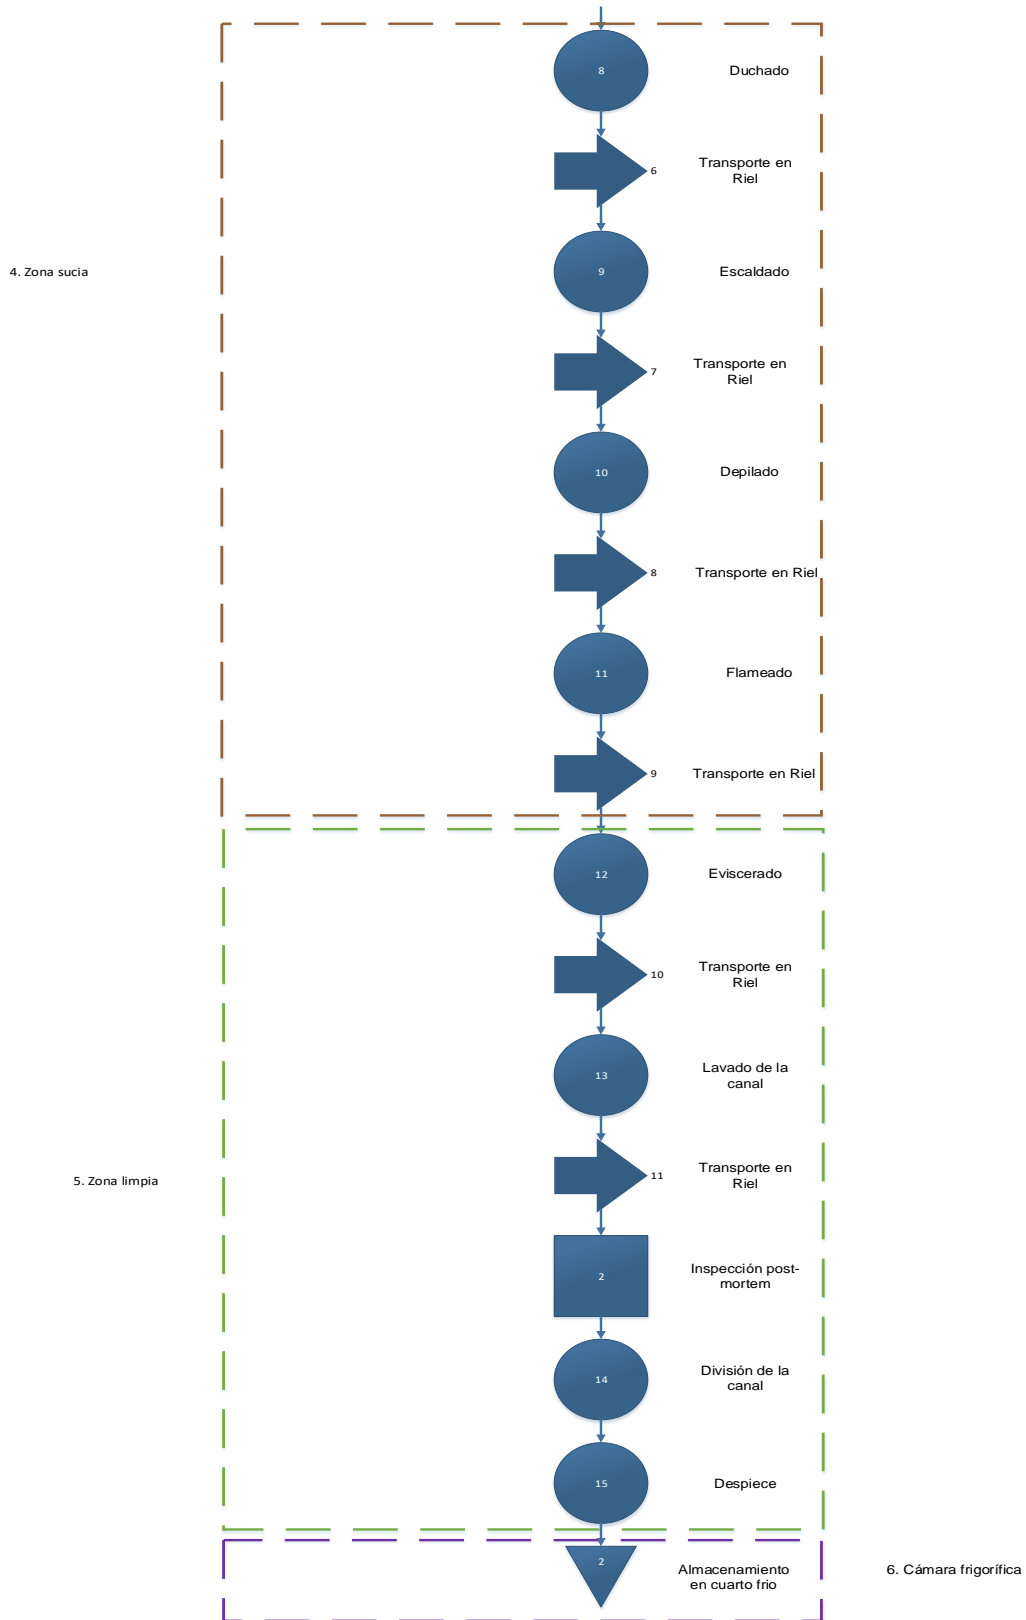 8
Duchado
6
Transporte en
Riel
4. Zona sucia
9
Escaldado
7
Transporte en
Riel
10
Depilado
8
Transporte en Riel
11
Flameado
9
Transporte en Riel
12
Eviscerado
10
Transporte en
Riel
13
Lavado de la
canal
5. Zona limpia
11
Transporte en
Riel
2
Inspección post-
mortem
14
División de la
canal
15
Despiece
2
Almacenamiento
en cuarto frio
6. Cámara frigorífica